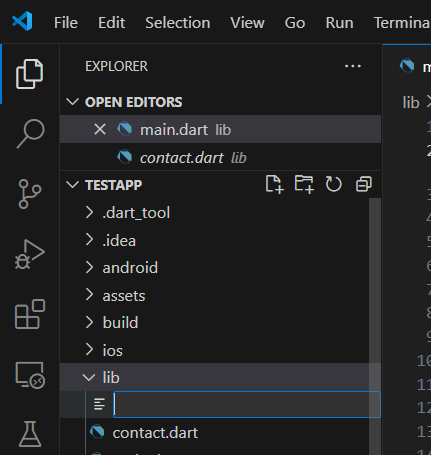 File Edit Selection View Go Run Termina
EXPLORER
OPEN EDITORS
main.dart lib
contact.dart lib
TESTAPP
.dart_tool
.idea
android
assets
build
ios
lib
contact.dart
lib
1
2
3
4
5
6
7
8
9
10
11
12
13